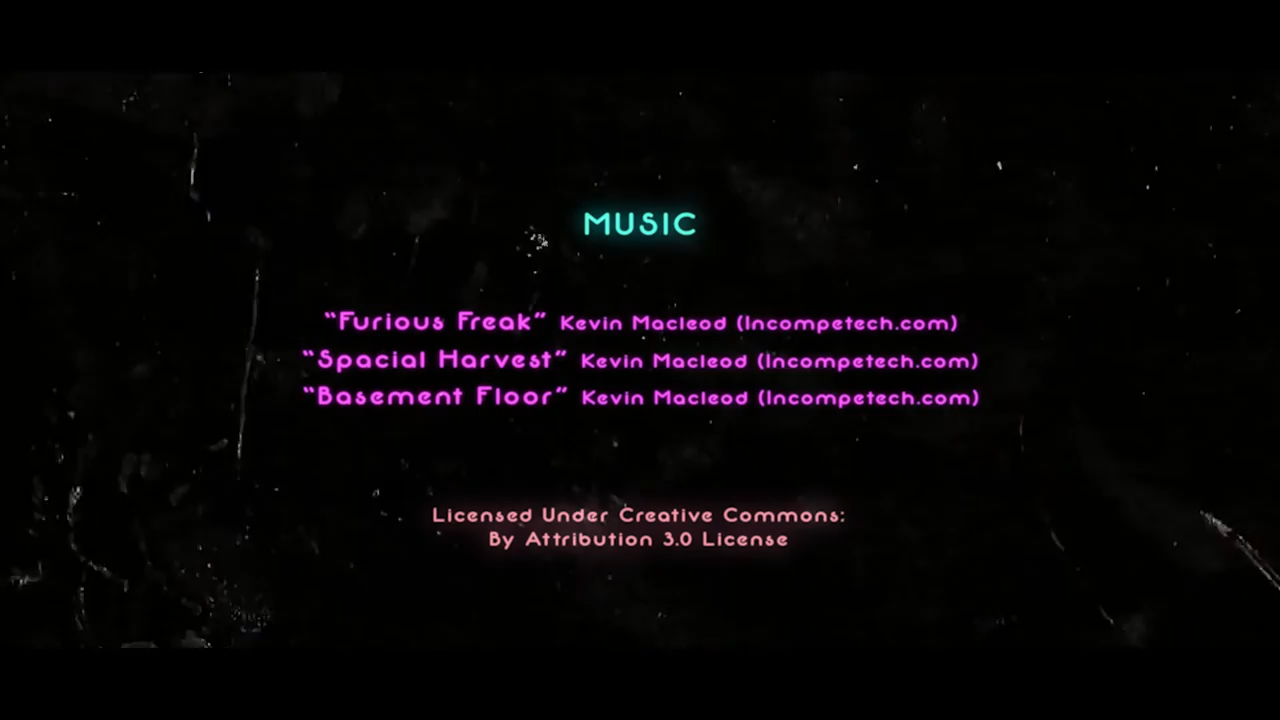 MUSIC
“Furious Freak” Kevin Macleod (Incompetech.com)
“Spacial Harvest” Kevin Macleod (Incompetech.com)
“Basement Floor” Kevin Macleod (Incompetech.com)
Licensed Under Creative Commons:
By Attribution 3.0 License